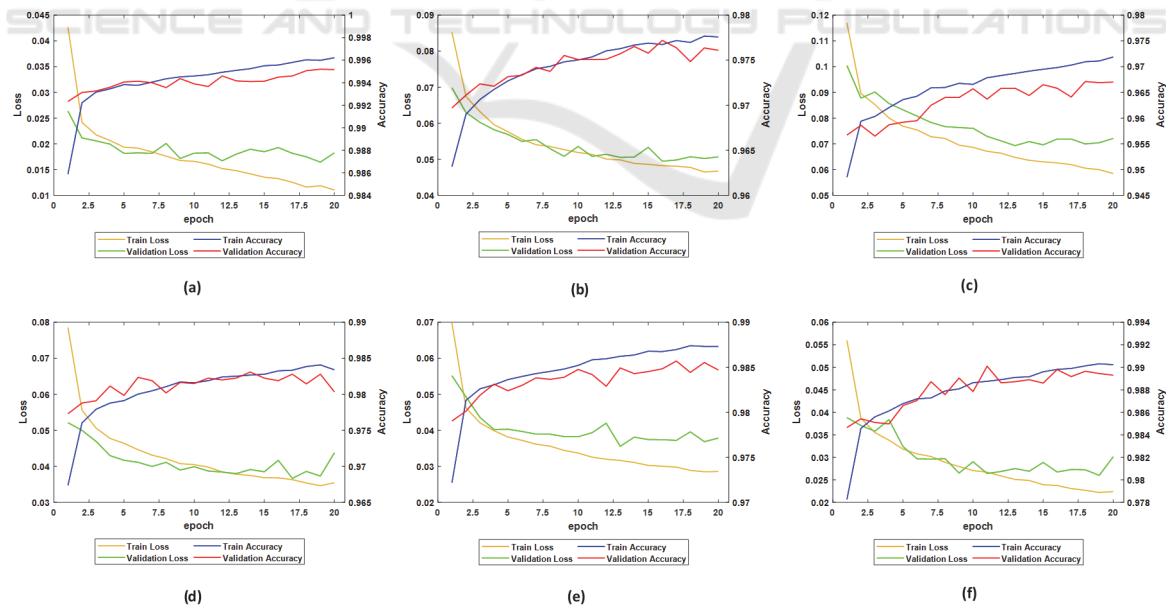 SCIENCE AND TECHNOLOGY PUBLICATIONS
0.045
0.04
0.035
0.03
0.025
0.02
0.015
0.01
Loss
1
0.998
0.996
0.994
0.992
0.99
0.988
0.986
0.984
Accuracy
2.5 5 7.5 10 12.5 15 17.5 20
epoch
Train Loss Train Accuracy
Validation Loss Validation Accuracy
(a)
0.09
0.08
0.07
0.06
0.05
0.04
Loss
0.98
0.975
0.97
0.965
0.96
Accuracy
2.5 5 7.5 10 12.5 15 17.5 20
epoch
Train Loss Train Accuracy
Validation Loss Validation Accuracy
(b)
0.12
0.11
0.1
0.09
0.08
0.07
0.06
0.05
Loss
0.98
0.975
0.97
0.965
0.96
0.955
0.95
0.945
Accuracy
2.5 5 7.5 10 12.5 15 17.5 20
epoch
Train Loss Train Accuracy
Validation Loss Validation Accuracy
(c)
0.08
0.07
0.06
0.05
0.04
0.03
Loss
0.99
0.985
0.98
0.975
0.97
0.965
Accuracy
2.5 5 7.5 10 12.5 15 17.5 20
epoch
Train Loss Train Accuracy
Validation Loss Validation Accuracy
(d)
0.07
0.06
0.05
0.04
0.03
0.02
Loss
0.99
0.985
0.98
0.975
0.97
Accuracy
2.5 5 7.5 10 12.5 15 17.5 20
epoch
Train Loss Train Accuracy
Validation Loss Validation Accuracy
(e)
0.06
0.055
0.05
0.045
0.04
0.035
0.03
0.025
0.02
Loss
0.994
0.992
0.990
0.989
0.986
0.984
0.982
0.98
0.978
Accuracy
2.5 5 7.5 10 12.5 15 17.5 20
epoch
Train Loss Train Accuracy
Validation Loss Validation Accuracy
(f)